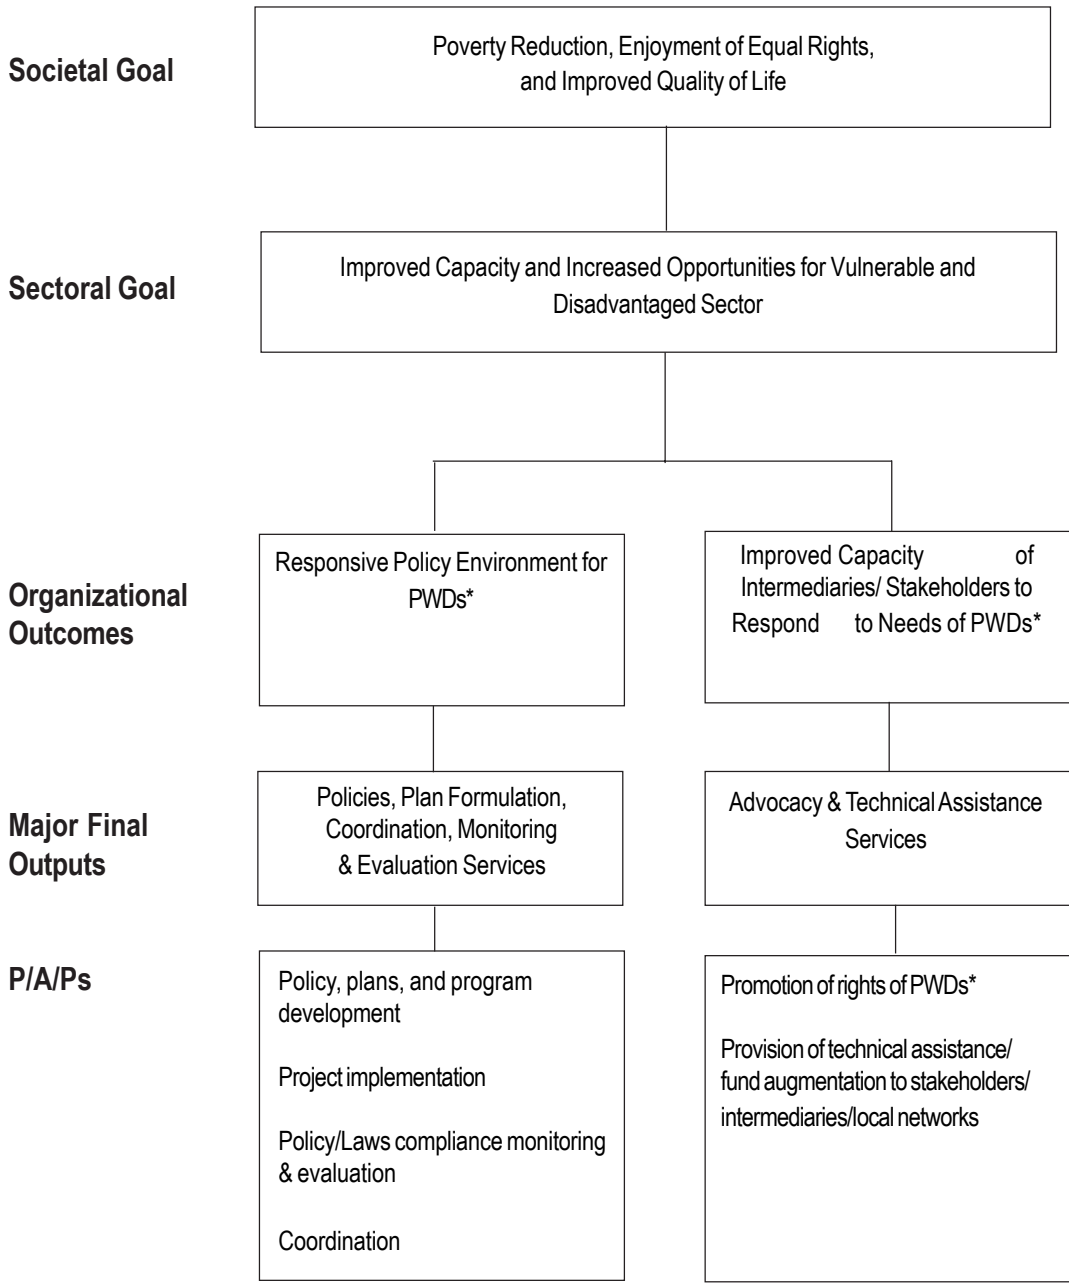 Societal Goal
Poverty Reduction, Enjoyment of Equal Rights,
and Improved Quality of Life
Sectoral Goal
Improved Capacity and Increased Opportunities for Vulnerable and
Disadvantaged Sector
Organizational
Outcomes
Responsive Policy Environment for
PWDs*
Improved Capacity of
Intermediaries/ Stakeholders to
Respond to Needs of PWDs*
Major Final
Outputs
Policies, Plan Formulation,
Coordination, Monitoring
& Evaluation Services
Advocacy & Technical Assistance
Services
P/A/Ps
Policy, plans, and program
development
Project implementation
Policy/Laws compliance monitoring
& evaluation
Coordination
Promotion of rights of PWDs*
Provision of technical assistance/
fund augmentation to stakeholders/
intermediaries/local networks